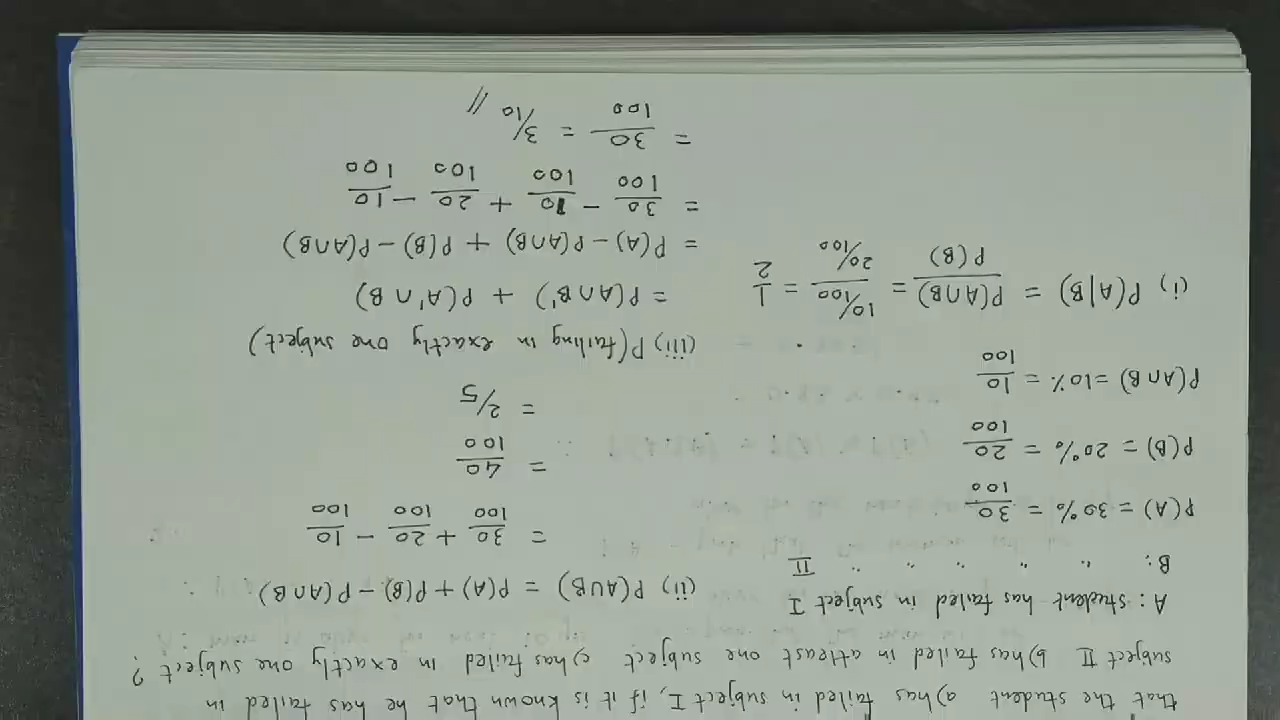 that the student a) has failed in subject I, if it is known that he has failed in
subject II b) has failed in atleast one subject c) has failed in exactly one subject ?
A : student has failed in subject I
B : " " " " II
P(A) = 30% = 30/100
P(B) = 20% = 20/100
P(A∩B) = 10% = 10/100
(i) P(A|B) = P(A∩B)/P(B) = (10/100)/(20/100) = 1/2
(ii) P(A∪B) = P(A) + P(B) - P(A∩B)
= 30/100 + 20/100 - 10/100
= 40/100
= 2/5
(iii) P(failing in exactly one subject)
= P(A∩B') + P(A'∩B)
= P(A) - P(A∩B) + P(B) - P(A∩B)
= 30/100 - 10/100 + 20/100 - 10/100
= 30/100 = 3/10 //